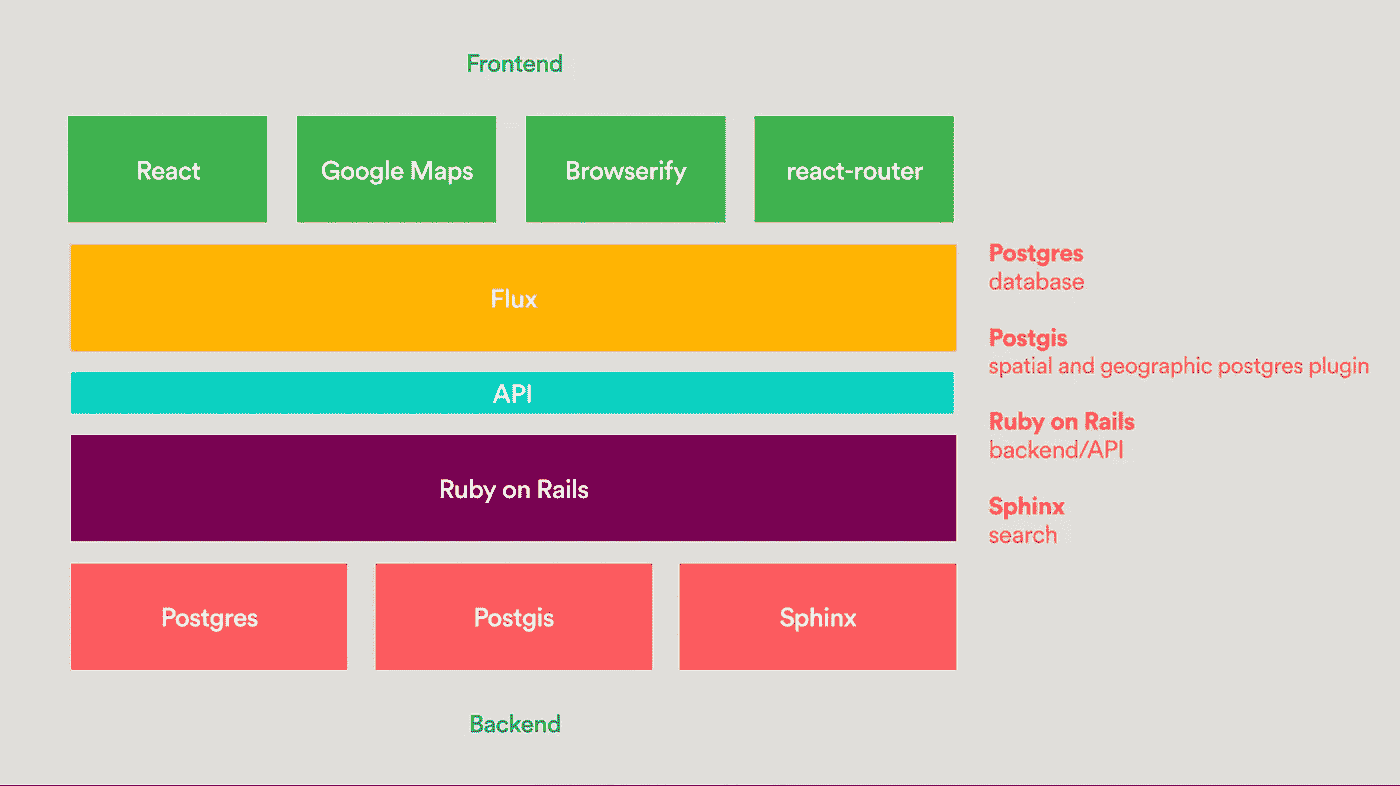 Frontend
React
Google Maps
Browserify
react-router
Flux
API
Ruby on Rails
Postgres
Postgis
Sphinx
Backend
Postgres
database
Postgis
spatial and geographic postgres plugin
Ruby on Rails
backend/API
Sphinx
search